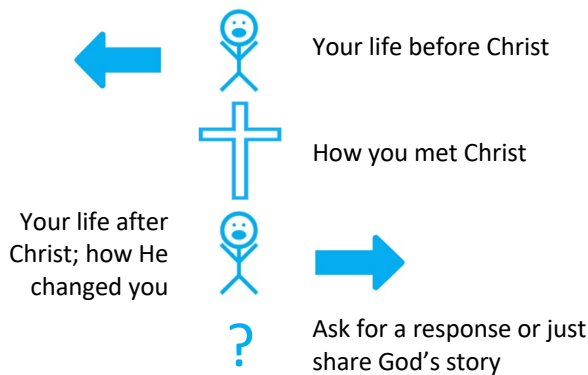 Your life before Christ
How you met Christ
Your life after
Christ; how He
changed you
?
Ask for a response or just
share God’s story